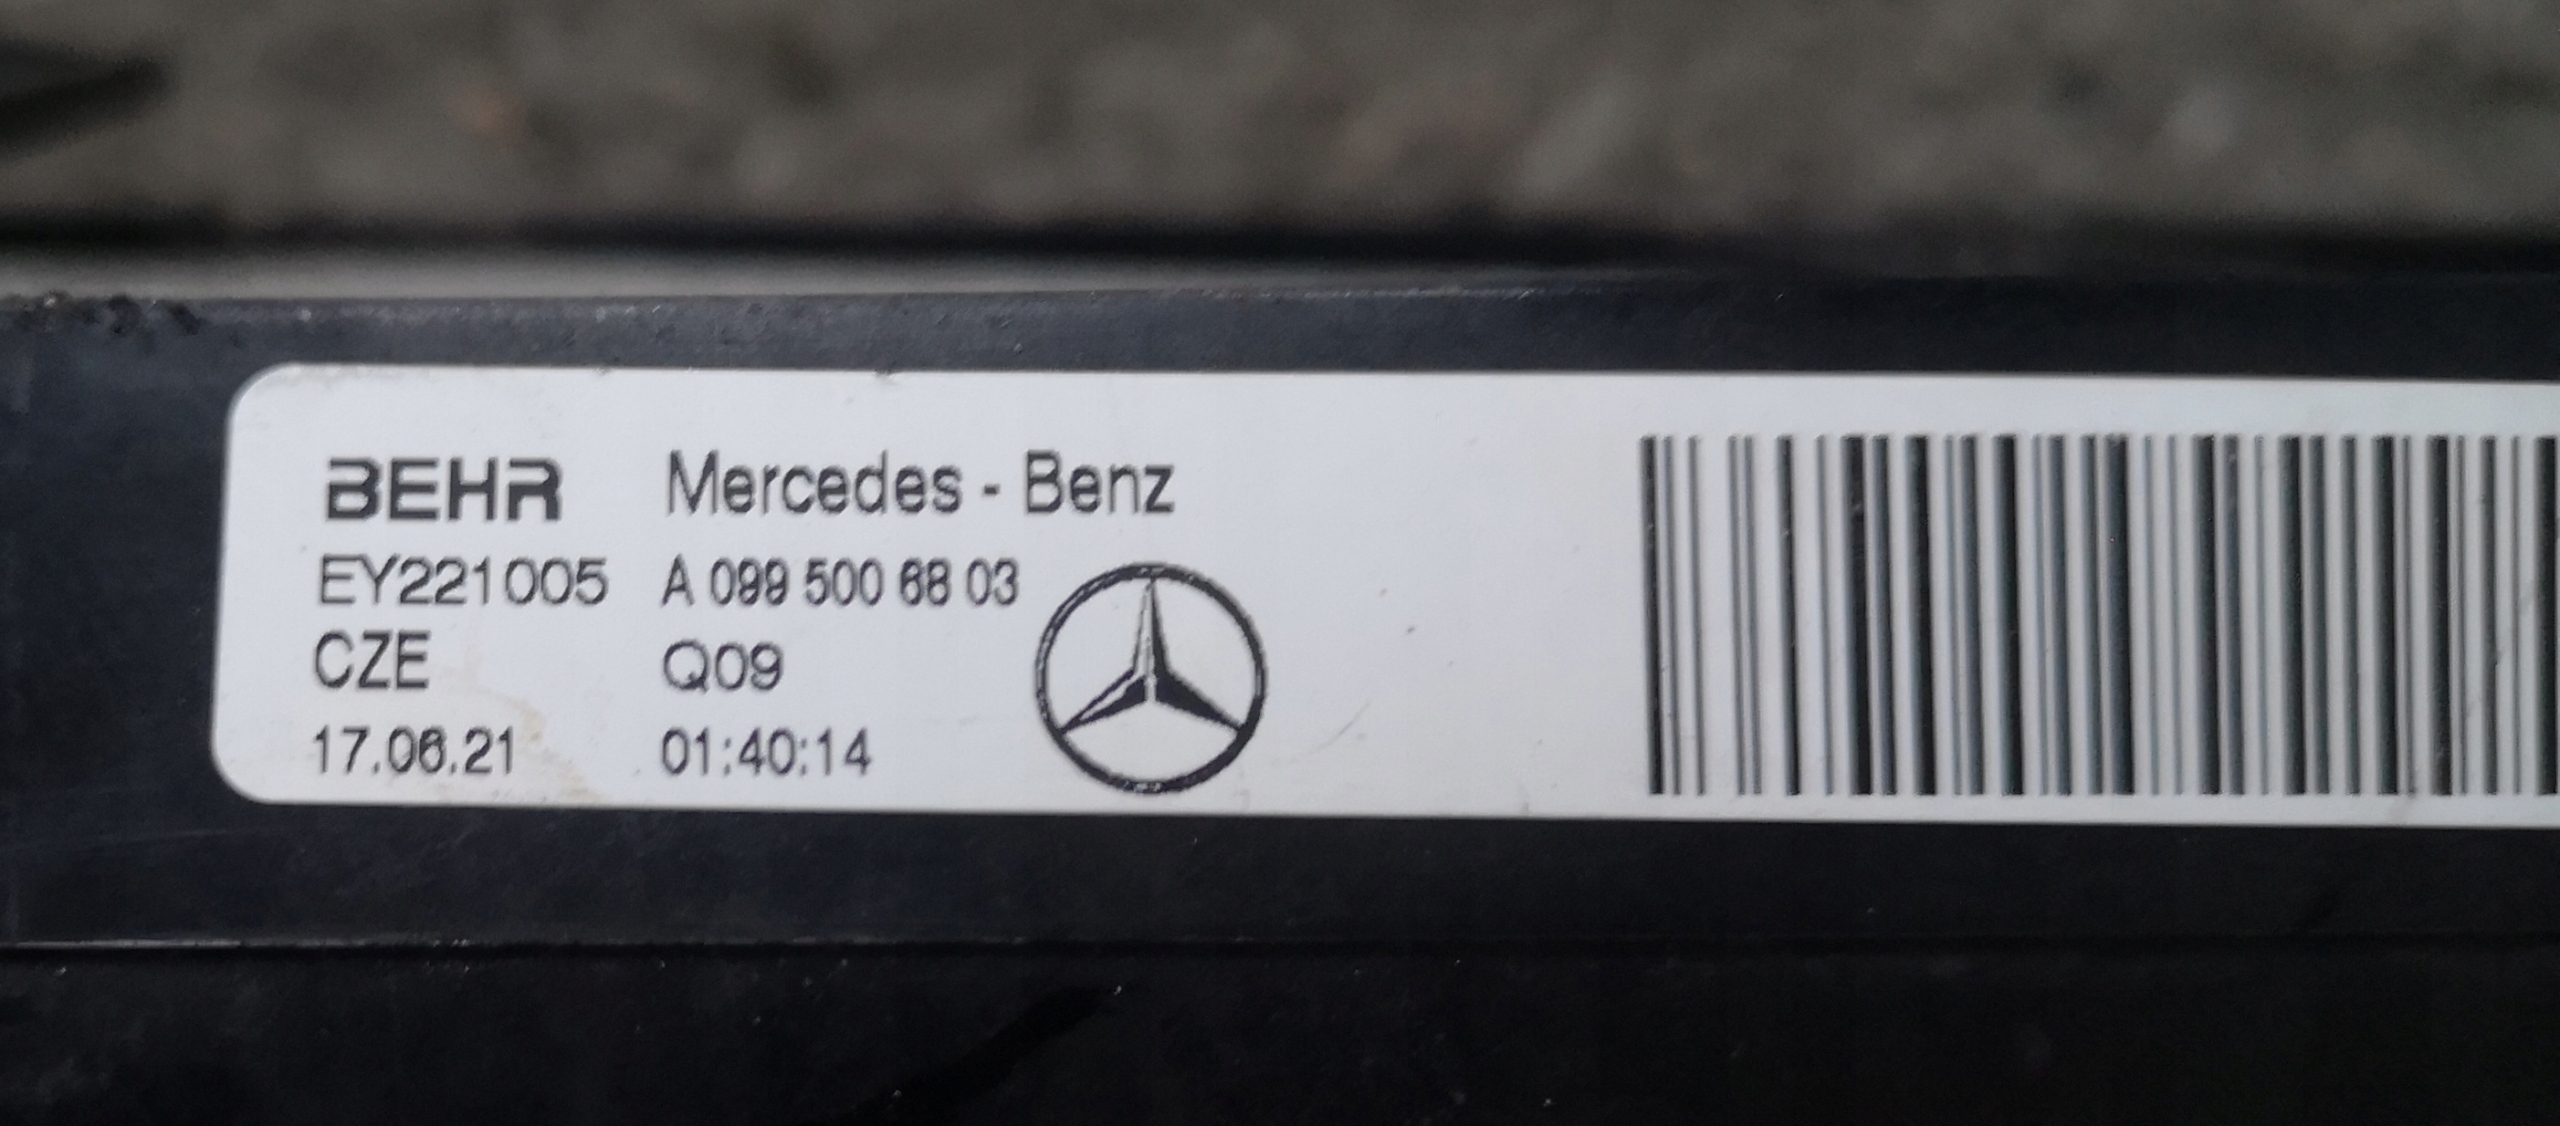 BEHR Mercedes - Benz
EY221005 A 099 500 68 03
CZE Q09
17.06.21 01:40:14